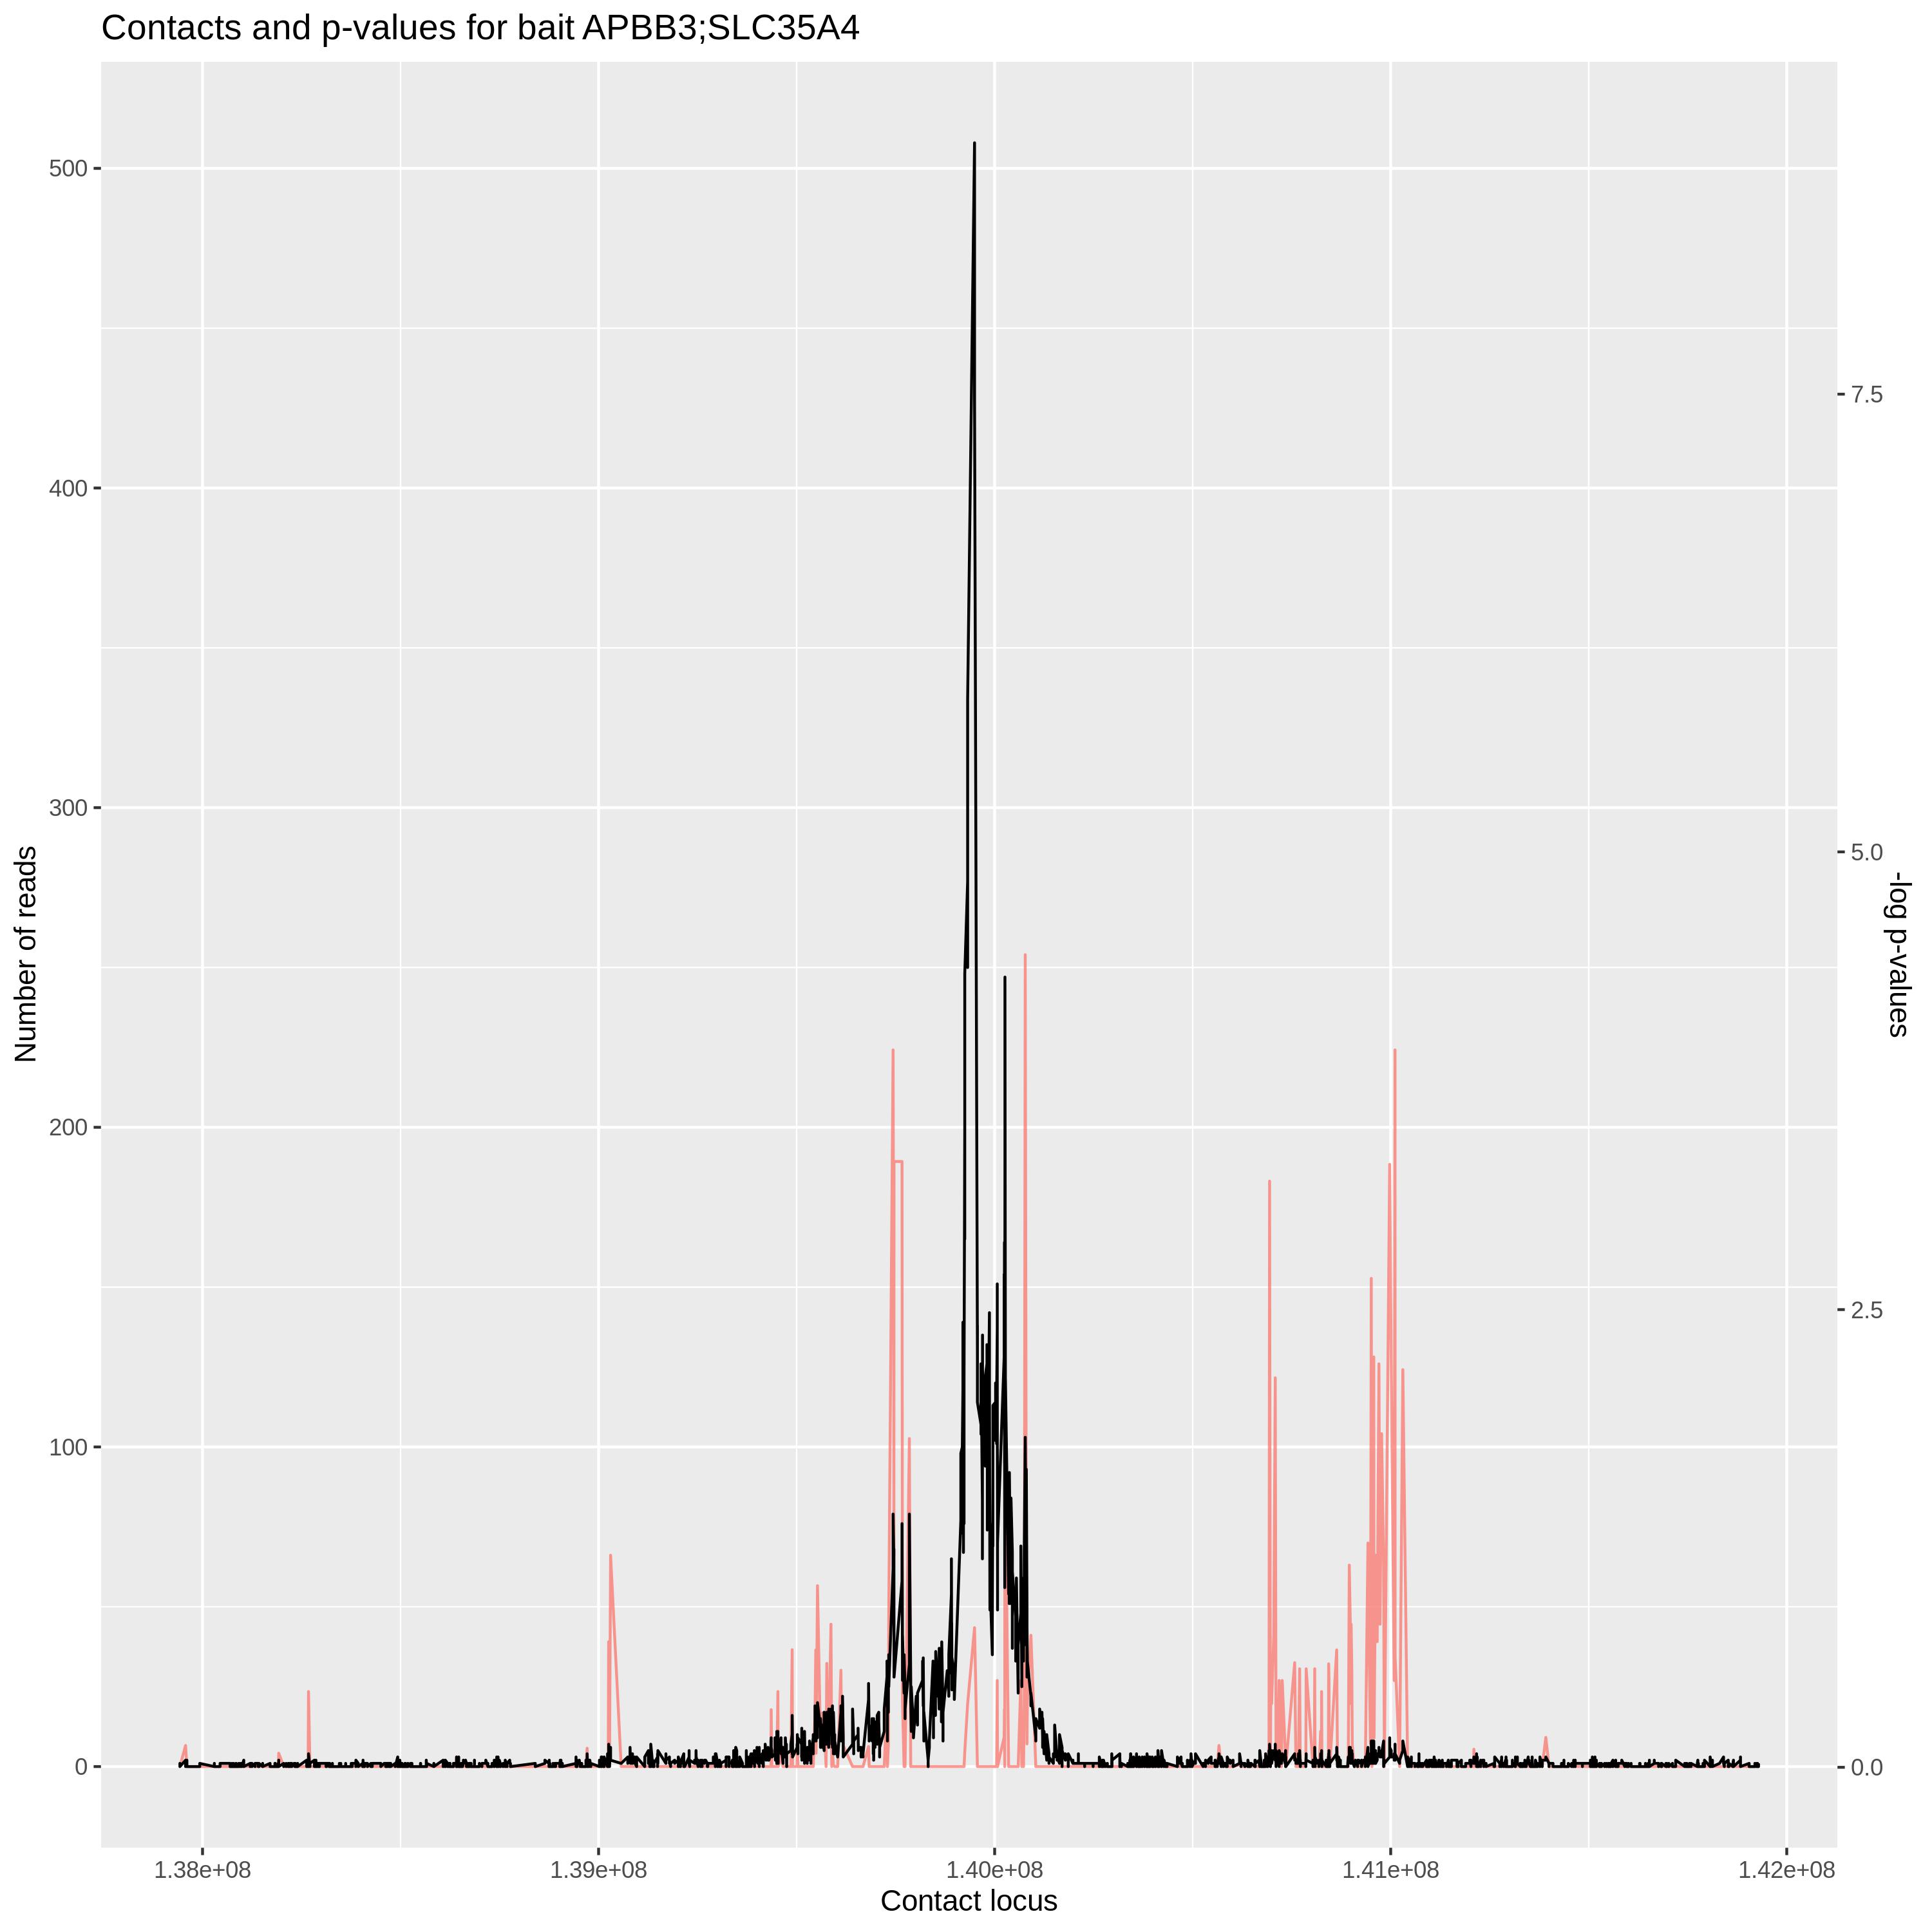 Contacts and p-values for bait APBB3;SLC35A4
500
400
300
200
100
0
Number of reads
7.5
5.0
2.5
0.0
-log p-values
1.38e+08
1.39e+08
1.40e+08
1.41e+08
1.42e+08
Contact locus